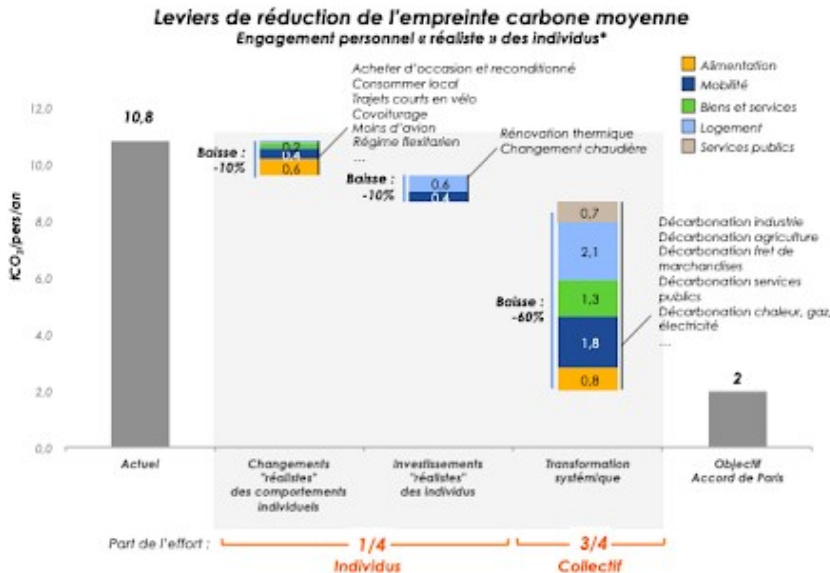 Leviers de réduction de l'empreinte carbone moyenne
Engagement personnel « réaliste » des individus*
Alimentation
Mobilité
Biens et services
Logement
Services publics
Acheter d'occasion et reconditionné
Consommer local
Trajets courts en vélo
Covoiturage
Moins d'avion
Régime flexitarien
...
Rénovation thermique
Changement chaudière
Décarbonation industrie
Décarbonation agriculture
Décarbonation fret de
marchandises
Décarbonation services
publics
Décarbonation chaleur, gaz,
électricité
...
tCO₂/pers/an
12,0
10,0
8,0
6,0
4,0
2,0
0,0
10,8
Baisse :
-10%
0,2
0,4
0,6
Baisse :
-10%
0,6
0,4
Baisse :
-60%
0,7
2,1
1,3
1,8
0,8
2
Actuel
Changements
"réalistes"
des comportements
individuels
Investissements
"réalistes"
des individus
Transformation
systémique
Objectif
Accord de Paris
Part de l'effort :
1/4
Individus
3/4
Collectif